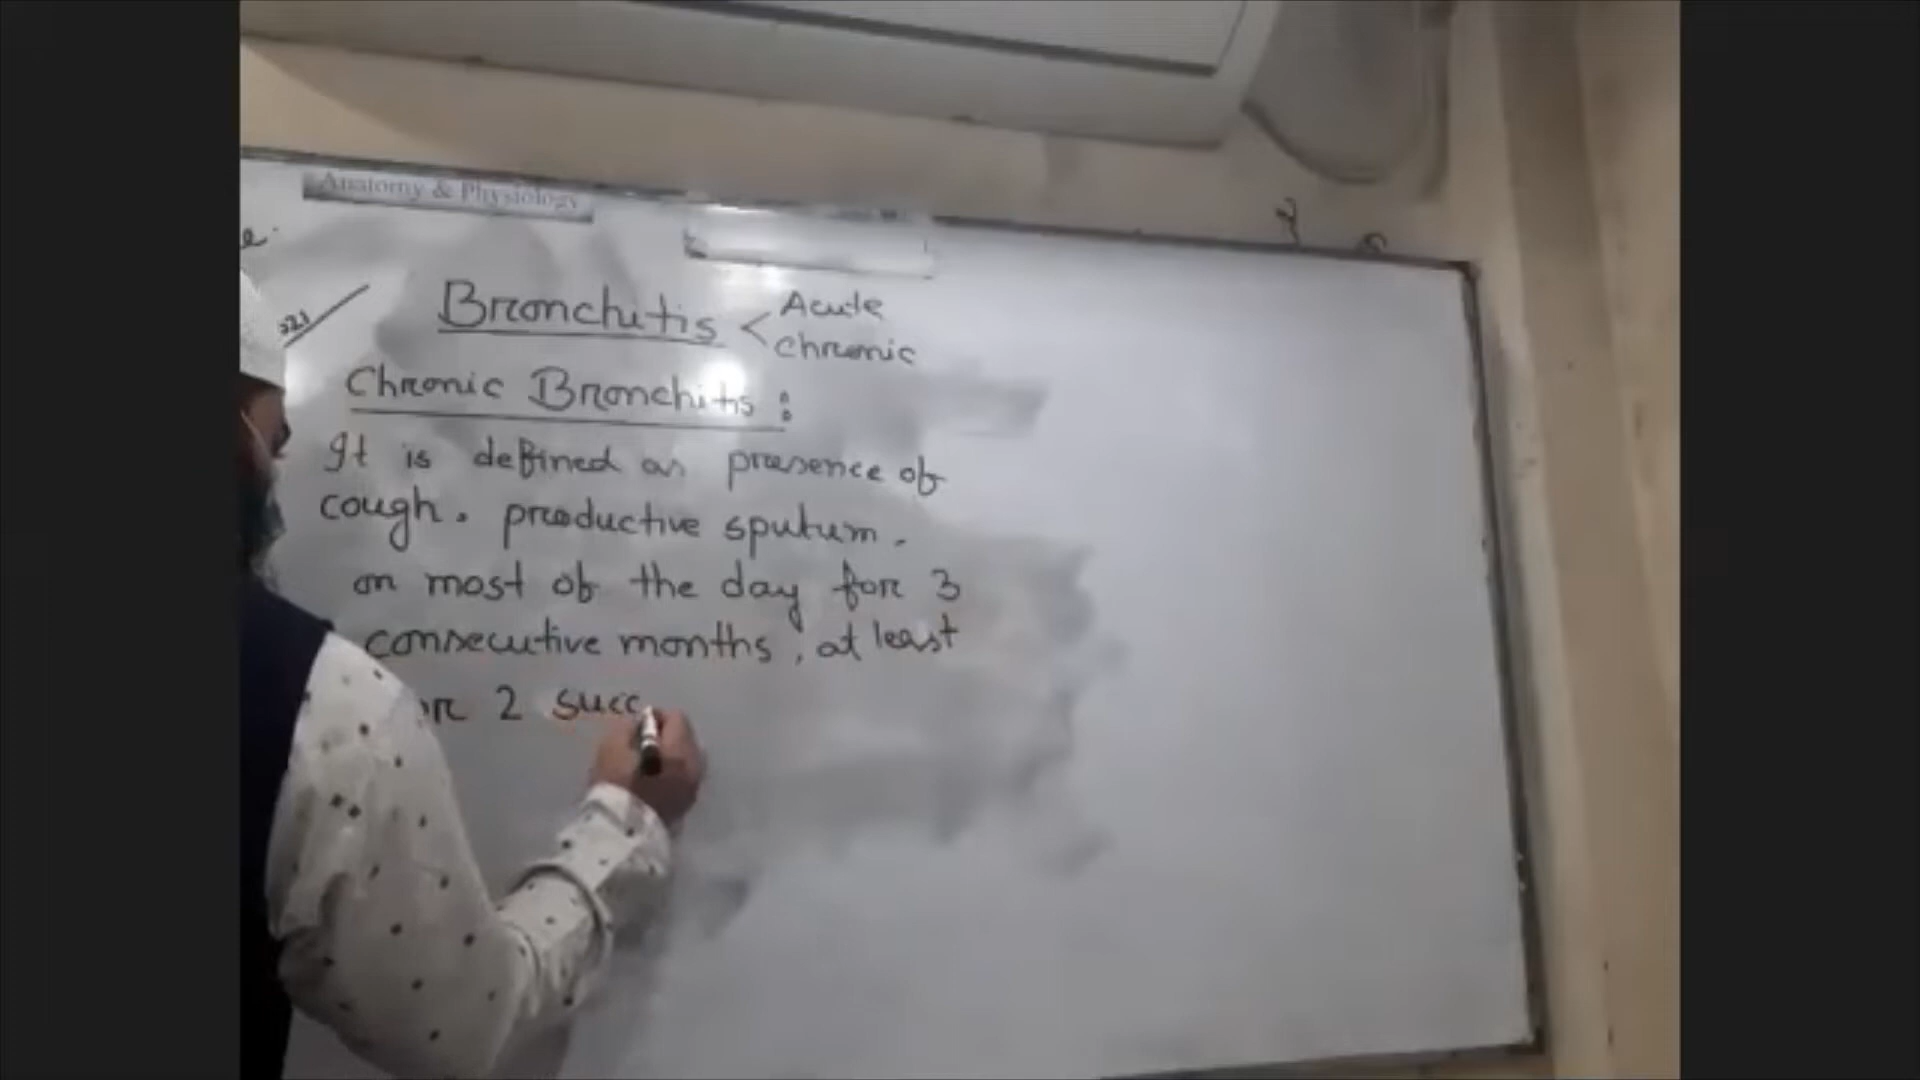 Anatomy & Physiology
Bronchitis < Acute
chronic
Chronic Bronchitis :
It is defined as presence of
cough. productive sputum.
on most of the day for 3
consecutive months, at least
2 succ